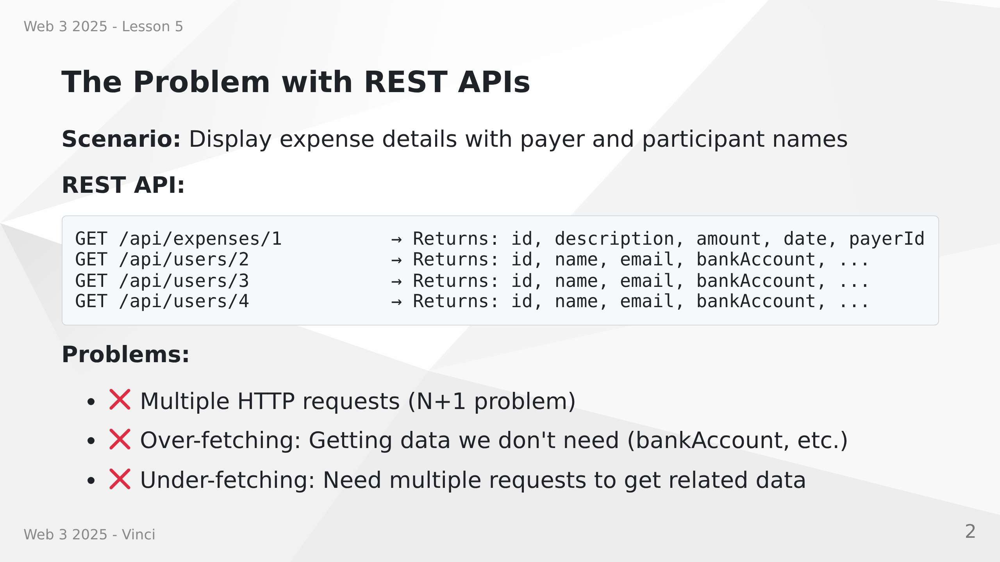 Web 3 2025 - Lesson 5
The Problem with REST APIs
Scenario: Display expense details with payer and participant names
REST API:
GET /api/expenses/1 → Returns: id, description, amount, date, payerId
GET /api/users/2 → Returns: id, name, email, bankAccount, ...
GET /api/users/3 → Returns: id, name, email, bankAccount, ...
GET /api/users/4 → Returns: id, name, email, bankAccount, ...
Problems:
• ❌ Multiple HTTP requests (N+1 problem)
• ❌ Over-fetching: Getting data we don't need (bankAccount, etc.)
• ❌ Under-fetching: Need multiple requests to get related data
Web 3 2025 - Vinci
2